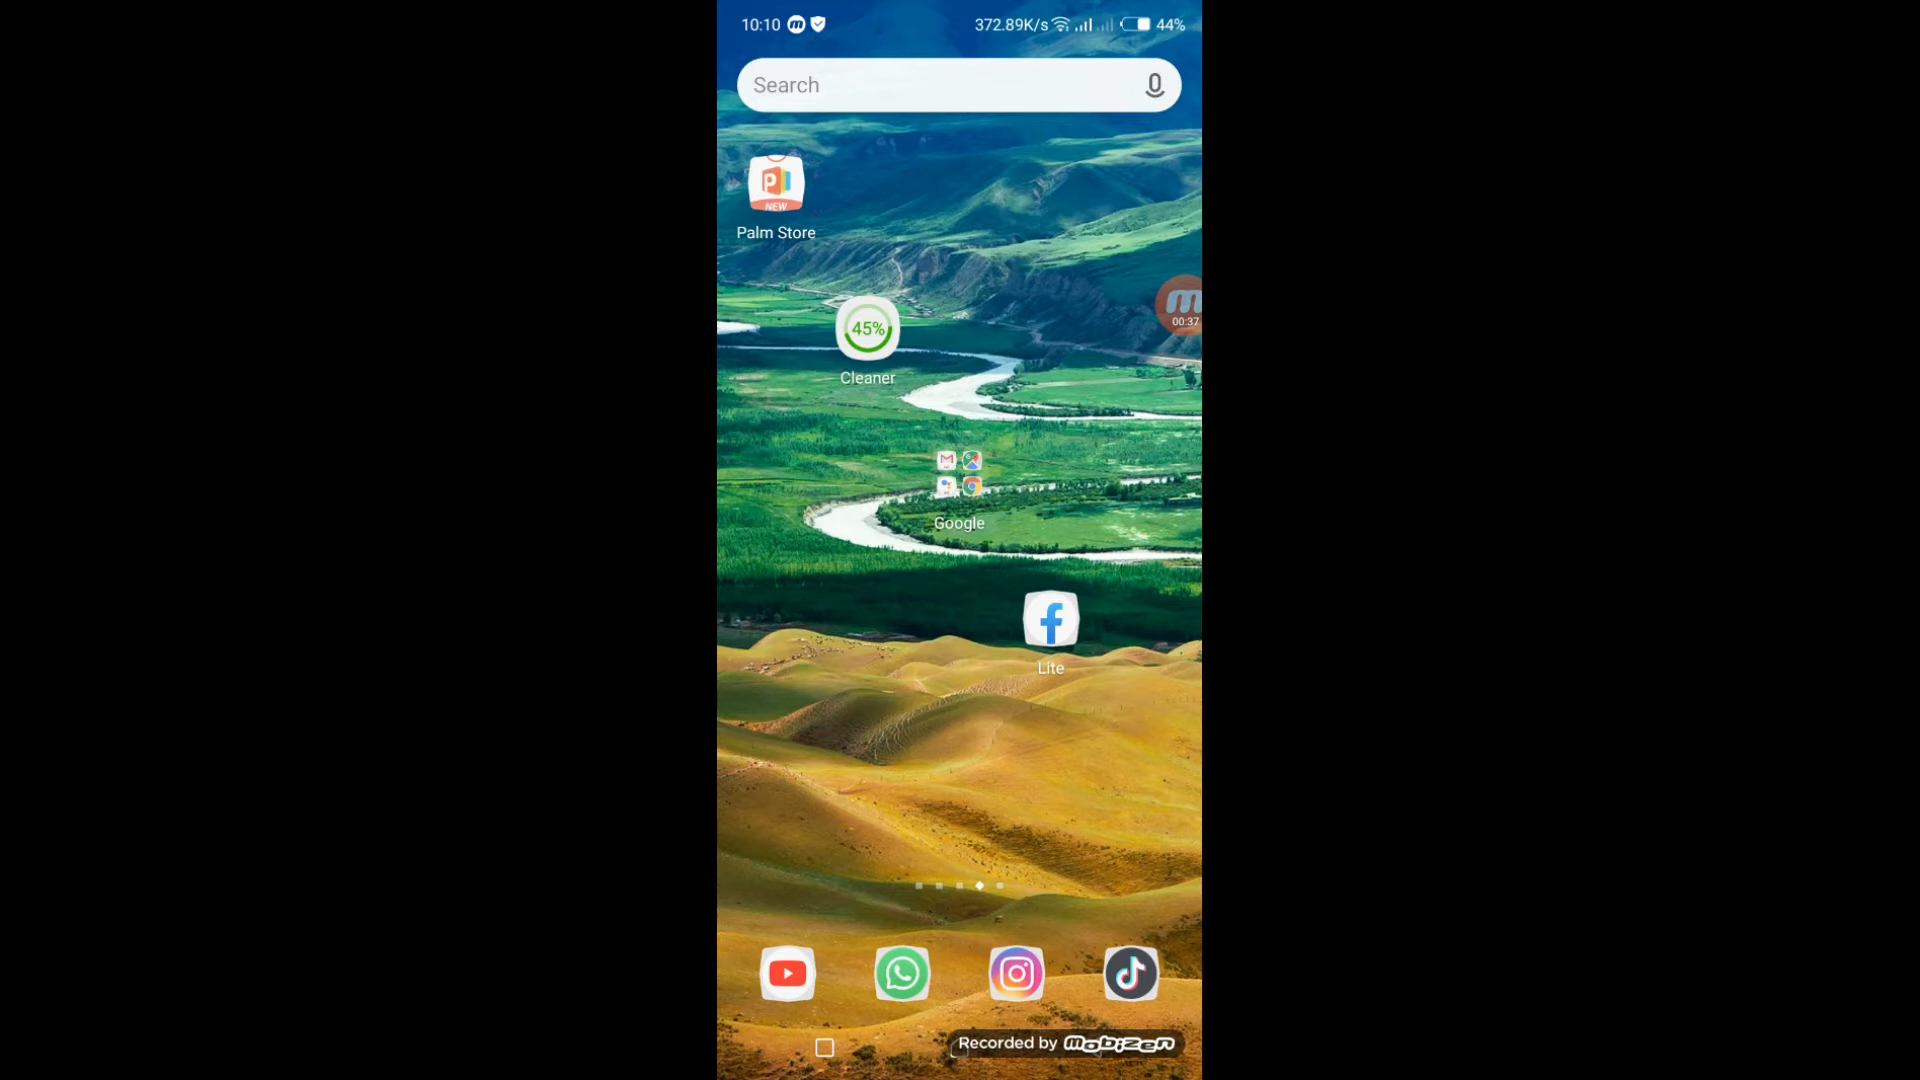 10:10 372.89K/s 44%
Search
P
NEW
Palm Store
m
00:37
45%
Cleaner
Google
Lite
Recorded by mobizen